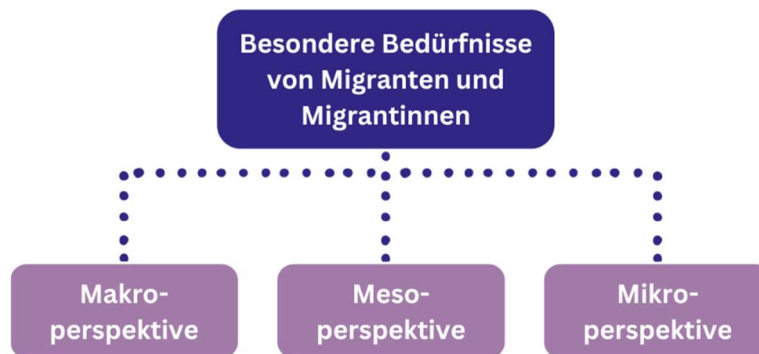 Besondere Bedürfnisse
von Migranten und
Migrantinnen
Makro-
perspektive
Meso-
perspektive
Mikro-
perspektive